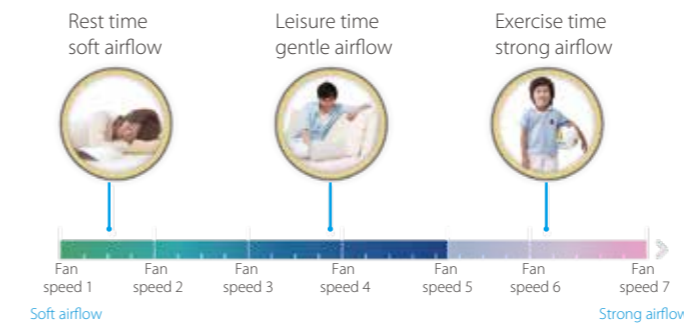 Rest time
soft airflow
Leisure time
gentle airflow
Exercise time
strong airflow
Fan
speed 1
Fan
speed 2
Fan
speed 3
Fan
speed 4
Fan
speed 5
Fan
speed 6
Fan
speed 7
Soft airflow
Strong airflow